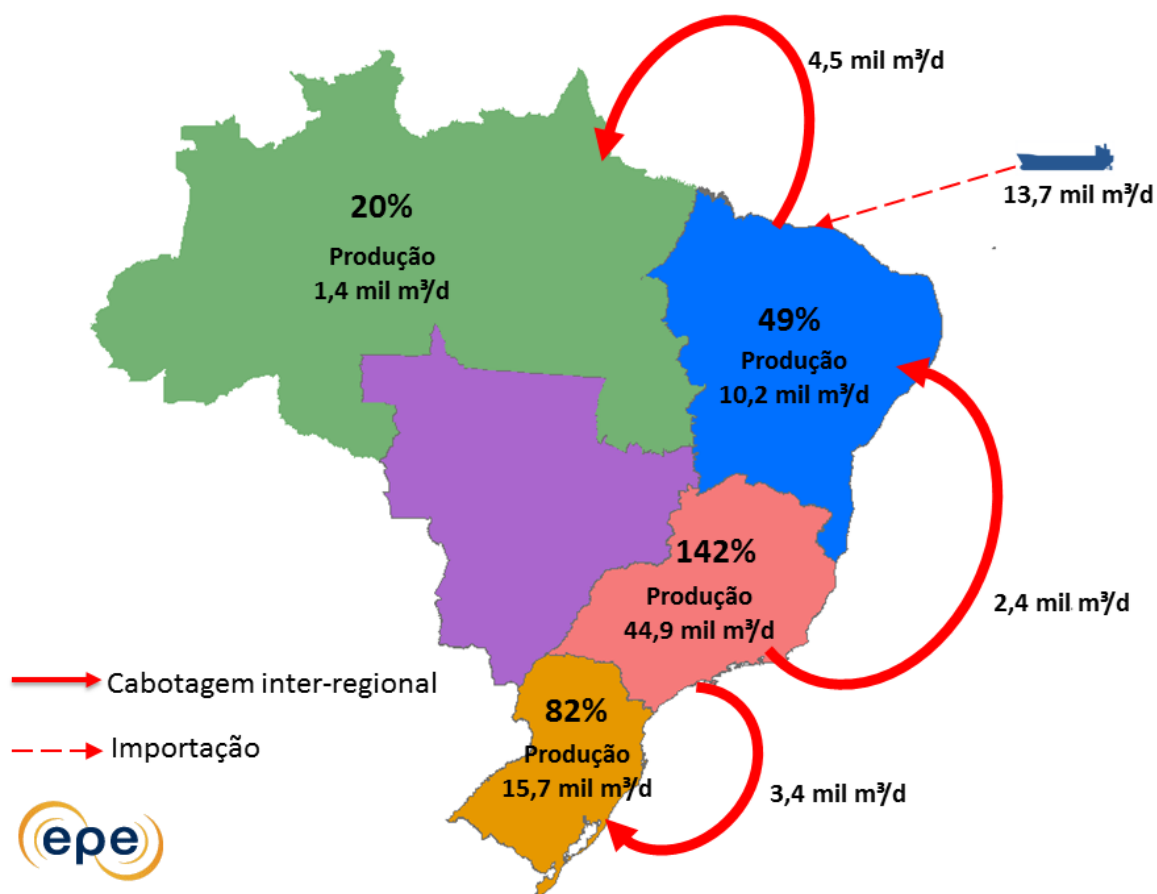 4,5 mil m³/d
13,7 mil m³/d
20%
Produção
1,4 mil m³/d
49%
Produção
10,2 mil m³/d
142%
Produção
44,9 mil m³/d
2,4 mil m³/d
Cabotagem inter-regional
82%
Produção
15,7 mil m³/d
Importação
3,4 mil m³/d
epe